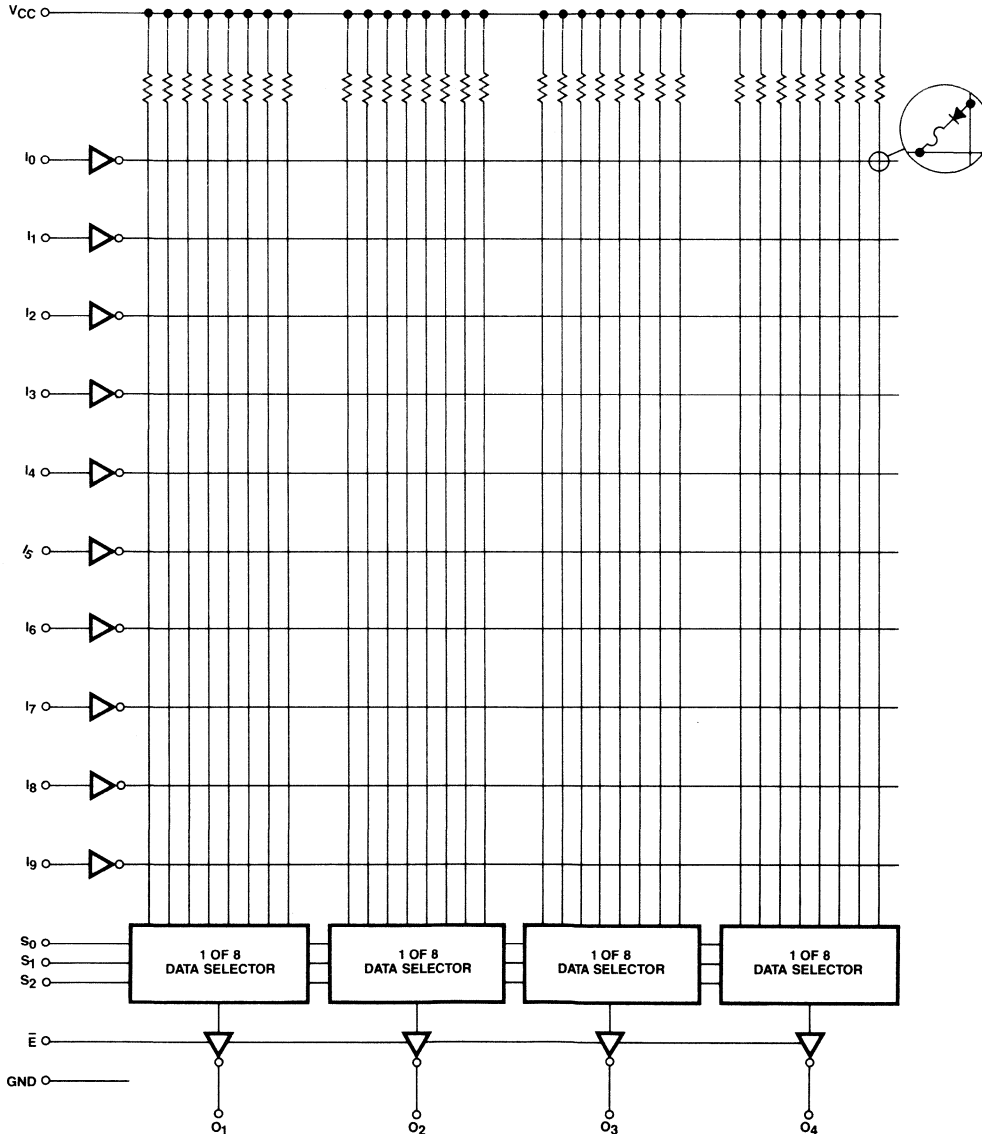 VCC
I0
I1
I2
I3
I4
I5
I6
I7
I8
I9
S0
S1
S2
1 OF 8
DATA SELECTOR
1 OF 8
DATA SELECTOR
1 OF 8
DATA SELECTOR
1 OF 8
DATA SELECTOR
E̅
GND
O1
O2
O3
O4